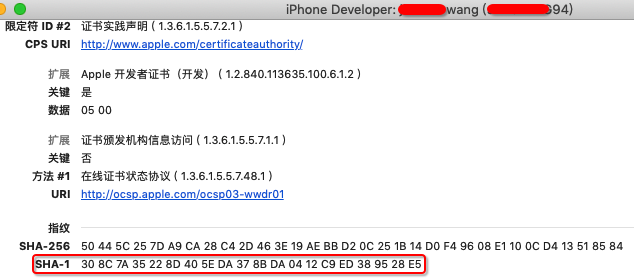 iPhone Developer: wang ( G94)
限定符 ID #2 证书实践声明 ( 1.3.6.1.5.5.7.2.1 )
CPS URI http://www.apple.com/certificateauthority/
扩展 Apple 开发者证书（开发） ( 1.2.840.113635.100.6.1.2 )
关键 是
数据 05 00
扩展 证书颁发机构信息访问 ( 1.3.6.1.5.5.7.1.1 )
关键 否
方法 #1 在线证书状态协议 ( 1.3.6.1.5.5.7.48.1 )
URI http://ocsp.apple.com/ocsp03-wwdr01
指纹
SHA-256 50 44 5C 25 7D A9 CA 28 C4 2D 46 3E 19 AE BB D2 0C 25 1B 14 D0 F4 96 08 E1 10 0C D4 13 51 85 84
SHA-1 30 8C 7A 35 22 8D 40 5E DA 37 8B DA 04 12 C9 ED 38 95 28 E5